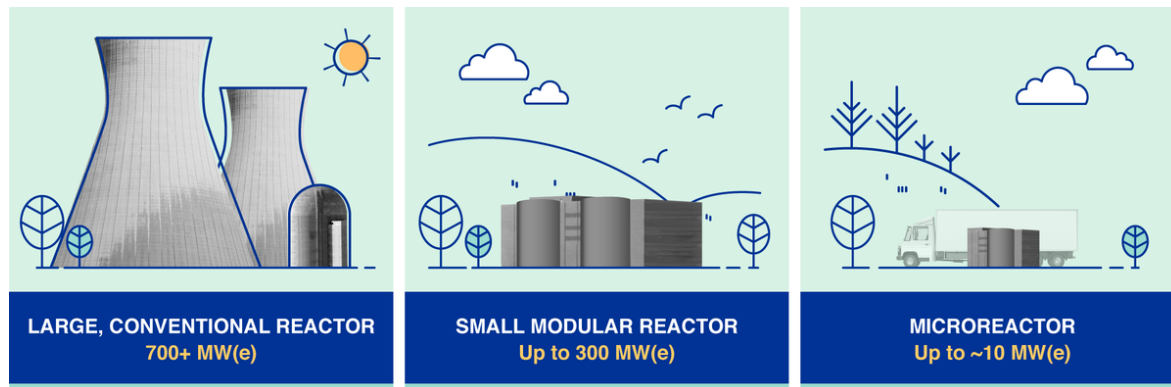 LARGE, CONVENTIONAL REACTOR
700+ MW(e)
SMALL MODULAR REACTOR
Up to 300 MW(e)
MICROREACTOR
Up to ~10 MW(e)